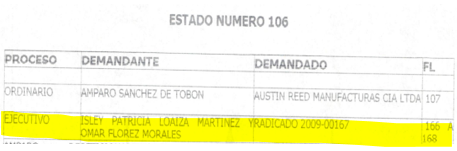 ESTADO NUMERO 106
PROCESO DEMANDANTE DEMANDADO FL
ORDINARIO AMPARO SANCHEZ DE TOBON AUSTIN REED MANUFACTURAS CIA LTDA 107
EJECUTIVO ISLEY PATRICIA LOAIZA MARTINEZ Y RADICADO 2009-00167 166 A
OMAR FLOREZ MORALES 168